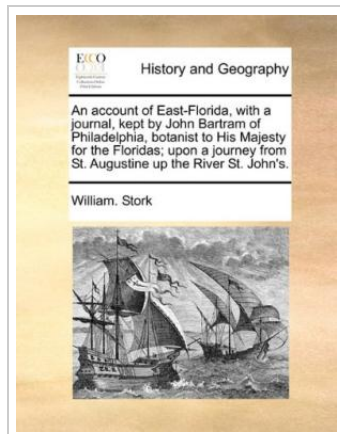 ECCO
History and Geography
An account of East-Florida, with a
journal, kept by John Bartram of
Philadelphia, botanist to His Majesty
for the Floridas; upon a journey from
St. Augustine up the River St. John's.
William. Stork